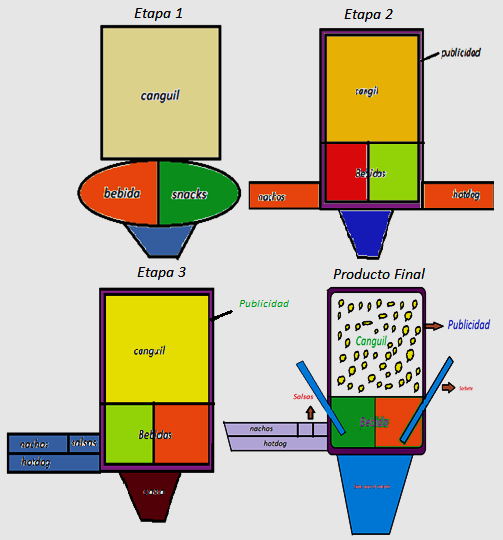 Etapa 1
canguil
bebida
snacks
Etapa 2
publicidad
cangil
Bebidas
nachos
hotdog
Etapa 3
Publicidad
canguil
Bebidas
nachos
salsas
hotdog
Producto Final
Canguil
Publicidad
Salsas
Bebida
nachos
hotdog